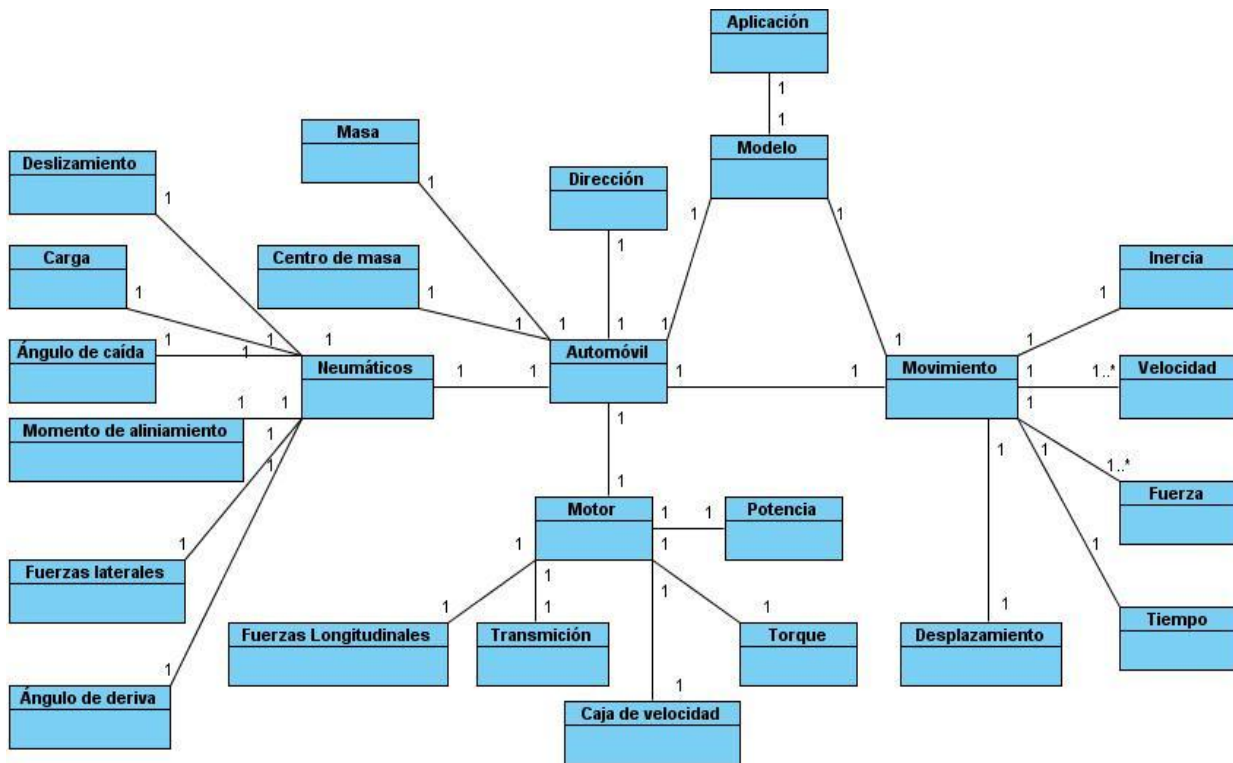 Aplicación
1
1
Modelo
1
1
Masa
1
Deslizamiento
1
Dirección
1
Carga
1
Centro de masa
1
Inercia
1
Ángulo de caída
1
1
1
1
1
1
1
1
1
1
Neumáticos
1
1
Automóvil
1
1
Movimiento
1
1
1..*
Velocidad
1
Momento de aliniamiento
1
1
1
1
1
1
1
1..*
Fuerza
1
Motor
1
1
Potencia
1
1
1
1
1
Fuerzas laterales
1
1
Fuerzas Longitudinales
1
Transmición
1
Torque
1
Desplazamiento
1
Tiempo
1
Ángulo de deriva
1
Caja de velocidad